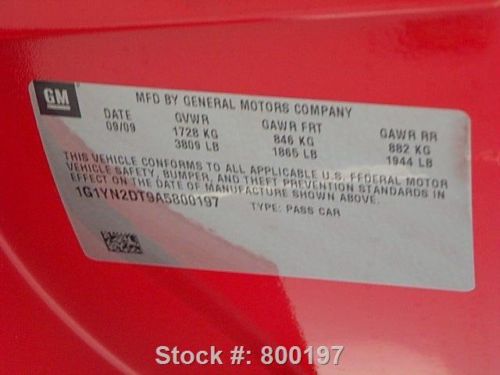 GM
MFD BY GENERAL MOTORS COMPANY
DATE GVWR GAWR FRT GAWR RR
09/09 1728 KG 846 KG 882 KG
3809 LB 1865 LB 1944 LB
THIS VEHICLE CONFORMS TO ALL APPLICABLE U.S. FEDERAL MOTOR
VEHICLE SAFETY, BUMPER, AND THEFT PREVENTION STANDARDS IN
EFFECT ON THE DATE OF MANUFACTURE SHOWN ABOVE.
1G1YN2DT9A5800197 TYPE: PASS CAR
Stock #: 800197